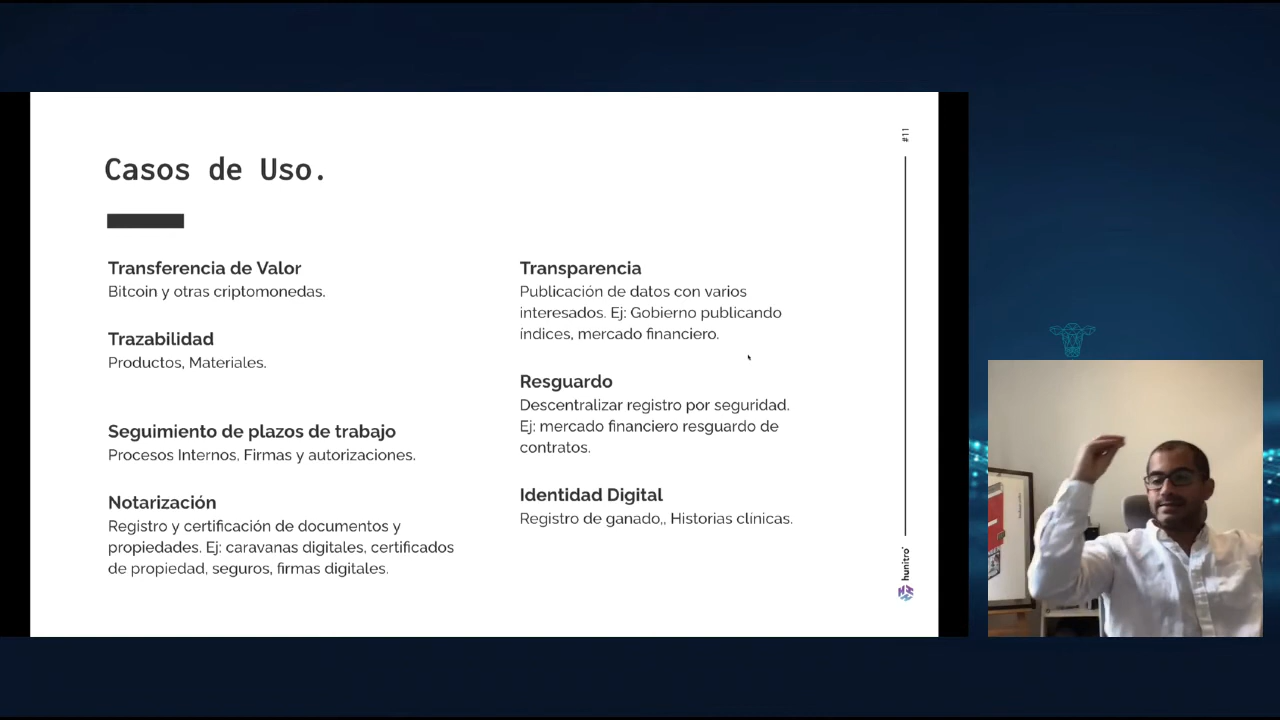 Casos de Uso.
Transferencia de Valor
Bitcoin y otras criptomonedas.
Trazabilidad
Productos, Materiales.
Seguimiento de plazos de trabajo
Procesos Internos. Firmas y autorizaciones.
Notarización
Registro y certificación de documentos y
propiedades. Ej: caravanas digitales, certificados
de propiedad, seguros, firmas digitales.
Transparencia
Publicación de datos con varios
interesados. Ej: Gobierno publicando
índices, mercado financiero.
Resguardo
Descentralizar registro por seguridad.
Ej: mercado financiero resguardo de
contratos.
Identidad Digital
Registro de ganado,, Historias clínicas.
#11
hunitro